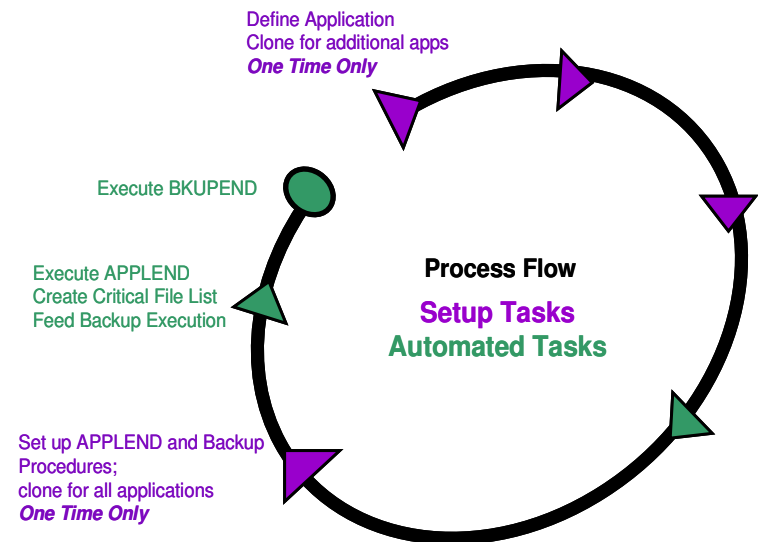 Define Application
Clone for additional apps
One Time Only
Execute BKUPEND
Process Flow
Execute APPLEND
Create Critical File List
Feed Backup Execution
Setup Tasks
Automated Tasks
Set up APPLEND and Backup
Procedures;
clone for all applications
One Time Only